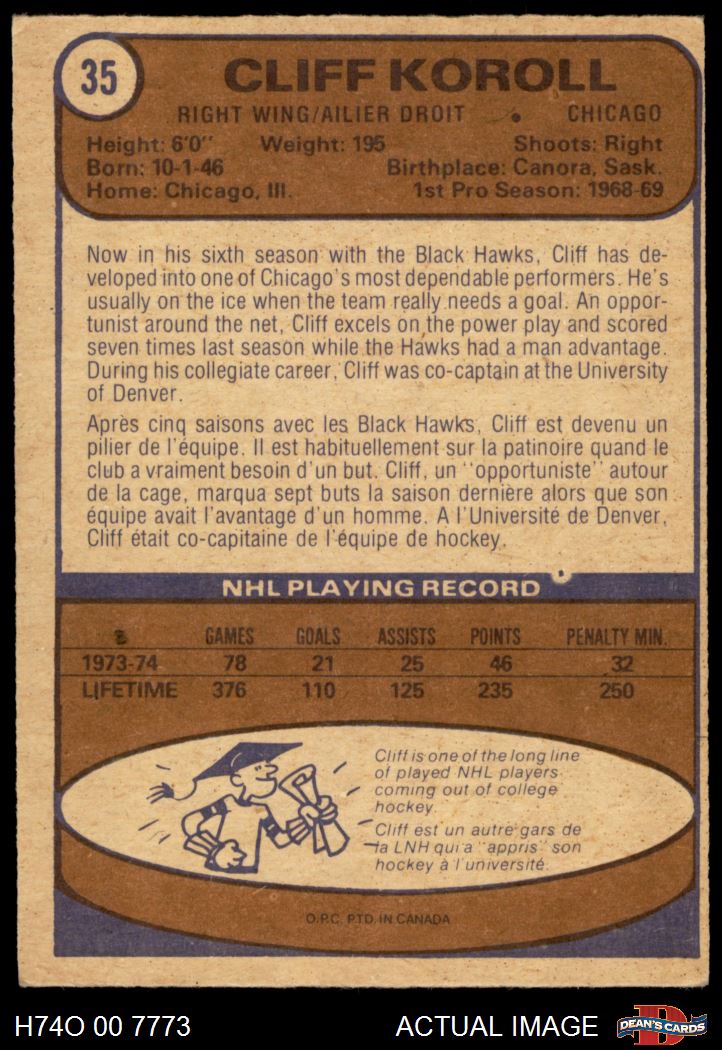 35
CLIFF KOROLL
RIGHT WING/AILIER DROIT . CHICAGO
Height: 6'0" Weight: 195 Shoots: Right
Born: 10-1-46 Birthplace: Canora, Sask.
Home: Chicago, Ill. 1st Pro Season: 1968-69
Now in his sixth season with the Black Hawks, Cliff has de-
veloped into one of Chicago's most dependable performers. He's
usually on the ice when the team really needs a goal. An oppor-
tunist around the net, Cliff excels on the power play and scored
seven times last season while the Hawks had a man advantage.
During his collegiate career, Cliff was co-captain at the University
of Denver.
Après cinq saisons avec les Black Hawks, Cliff est devenu un
pilier de l'équipe. Il est habituellement sur la patinoire quand le
club a vraiment besoin d'un but. Cliff, un "opportuniste" autour
de la cage, marqua sept buts la saison dernière alors que son
équipe avait l'avantage d'un homme. A l'Université de Denver,
Cliff était co-capitaine de l'équipe de hockey.
NHL PLAYING RECORD
GAMES GOALS ASSISTS POINTS PENALTY MIN.
1973-74 78 21 25 46 32
LIFETIME 376 110 125 235 250
Cliff is one of the long line
of played NHL players
coming out of college
hockey.
Cliff est un autre gars de
la LNH qui a "appris" son
hockey à l'université.
O.P.C. PTD. IN CANADA
H74O 00 7773 ACTUAL IMAGE DEAN'S CARDS